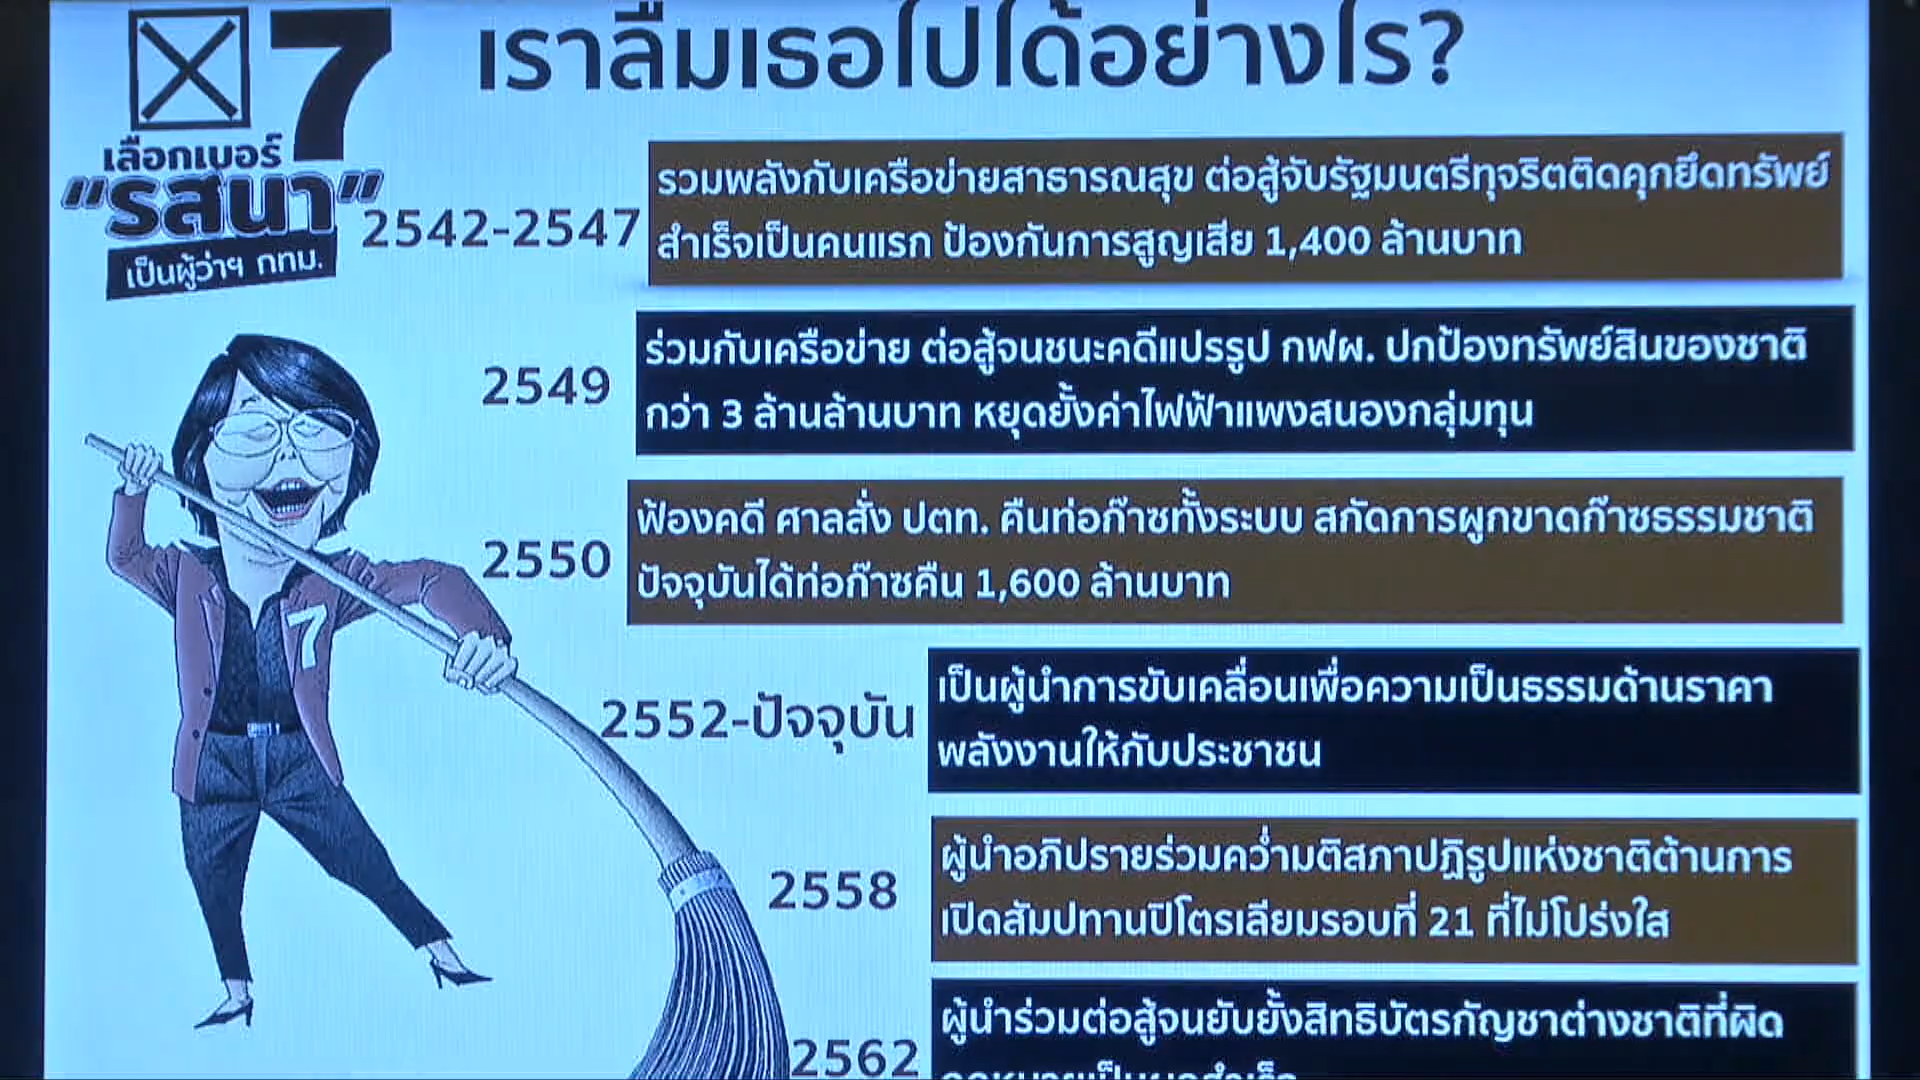 7
เราลืมเธอไปได้อย่างไร?
เลือกเบอร์
"รสนา"
เป็นผู้ว่าฯ กทม.
2542-2547
รวมพลังกับเครือข่ายสาธารณสุข ต่อสู้จับรัฐมนตรีทุจริตติดคุกยึดทรัพย์
สำเร็จเป็นคนแรก ป้องกันการสูญเสีย 1,400 ล้านบาท
2549
ร่วมกับเครือข่าย ต่อสู้จนชนะคดีแปรรูป กฟผ. ปกป้องทรัพย์สินของชาติ
กว่า 3 ล้านล้านบาท หยุดยั้งค่าไฟฟ้าแพงสนองกลุ่มทุน
2550
ฟ้องคดี ศาลสั่ง ปตท. คืนท่อก๊าซทั้งระบบ สกัดการผูกขาดก๊าซธรรมชาติ
ปัจจุบันได้ท่อก๊าซคืน 1,600 ล้านบาท
7
2552-ปัจจุบัน
เป็นผู้นำการขับเคลื่อนเพื่อความเป็นธรรมด้านราคา
พลังงานให้กับประชาชน
2558
ผู้นำอภิปรายร่วมคว่ำมติสภาปฏิรูปแห่งชาติต้านการ
เปิดสัมปทานปิโตรเลียมรอบที่ 21 ที่ไม่โปร่งใส
2562
ผู้นำร่วมต่อสู้จนยับยั้งสิทธิบัตรกัญชาต่างชาติที่ผิด